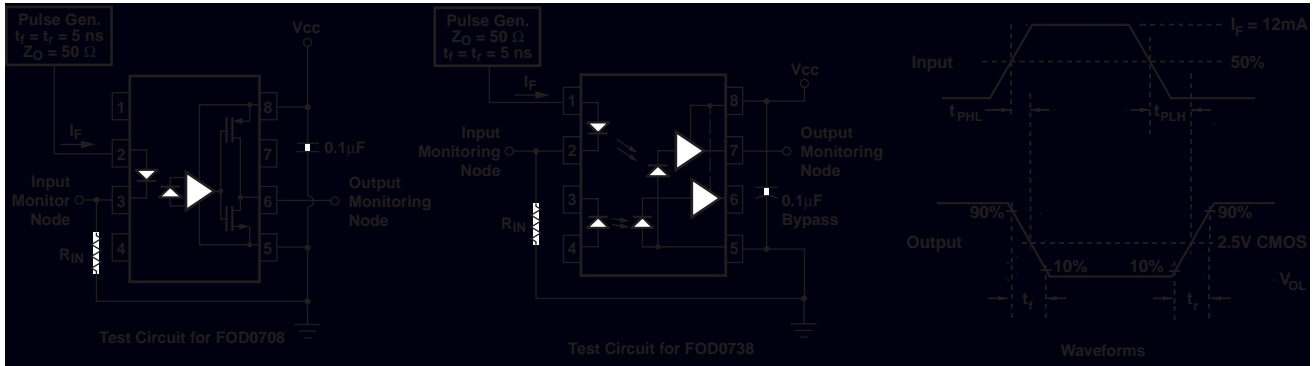 Pulse Gen.
tf = tr = 5 ns
ZO = 50 Ω
Vcc
IF
1
2
3
4
8
7
6
5
0.1µF
Input
Monitor
Node
RIN
Output
Monitoring
Node
Test Circuit for FOD0708
Pulse Gen.
ZO = 50 Ω
tf = tr = 5 ns
IF
Vcc
1
2
3
4
8
7
6
5
Input
Monitoring
Node
RIN
Output
Monitoring
Node
0.1µF
Bypass
Test Circuit for FOD0738
IF = 12mA
Input
50%
tPHL
tPLH
90%
90%
Output
2.5V CMOS
10%
10%
VOL
tf
tr
Waveforms